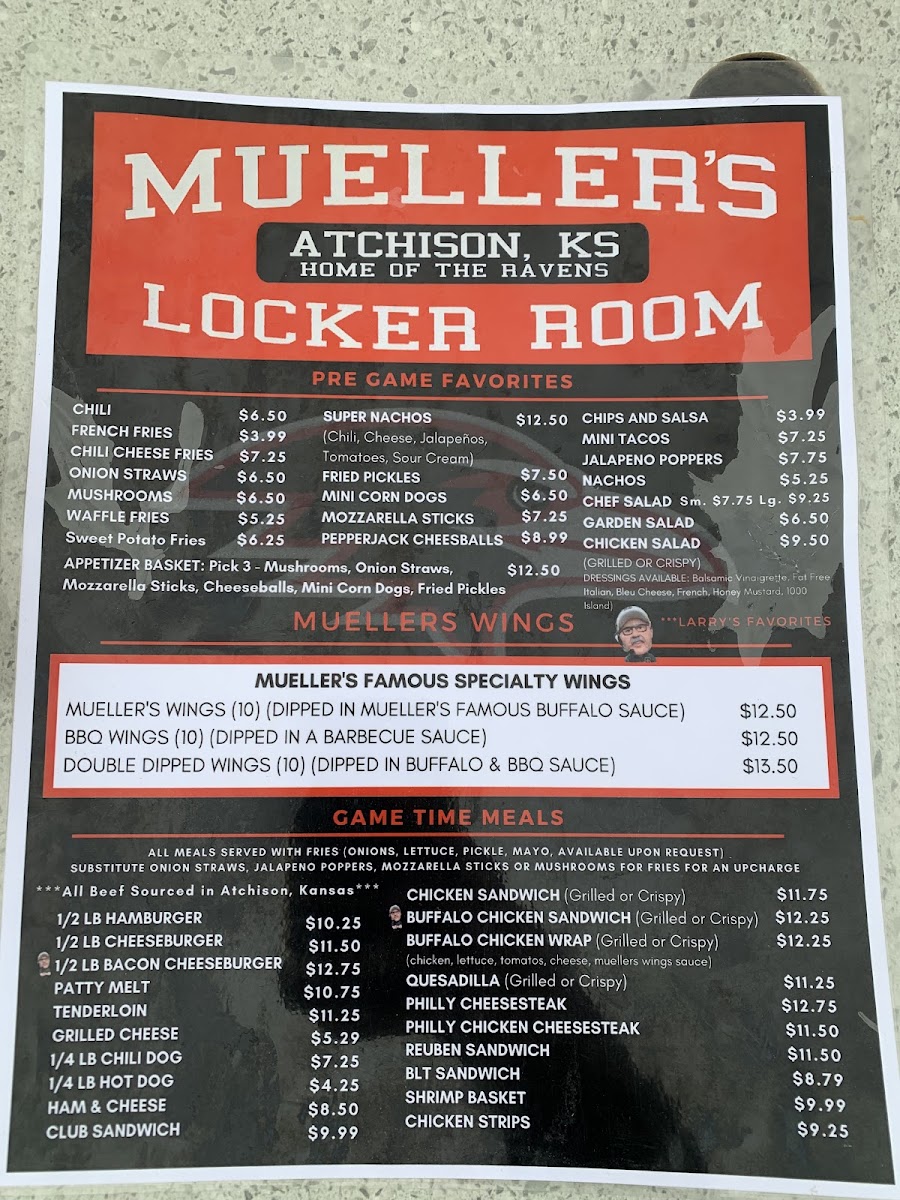 MUELLER'S
ATCHISON, KS
HOME OF THE RAVENS
LOCKER ROOM
PRE GAME FAVORITES
CHILI $6.50
FRENCH FRIES $3.99
CHILI CHEESE FRIES $7.25
ONION STRAWS $6.50
MUSHROOMS $6.50
WAFFLE FRIES $5.25
Sweet Potato Fries $6.25
SUPER NACHOS $12.50
(Chili, Cheese, Jalapeños,
Tomatoes, Sour Cream)
FRIED PICKLES $7.50
MINI CORN DOGS $6.50
MOZZARELLA STICKS $7.25
PEPPERJACK CHEESBALLS $8.99
APPETIZER BASKET: Pick 3 - Mushrooms, Onion Straws, $12.50
Mozzarella Sticks, Cheeseballs, Mini Corn Dogs, Fried Pickles
CHIPS AND SALSA $3.99
MINI TACOS $7.25
JALAPENO POPPERS $7.75
NACHOS $5.25
CHEF SALAD Sm. $7.75 Lg. $9.25
GARDEN SALAD $6.50
CHICKEN SALAD $9.50
(GRILLED OR CRISPY)
DRESSINGS AVAILABLE: Balsamic Vinaigrette, Fat Free
Italian, Bleu Cheese, French, Honey Mustard, 1000
Island)
MUELLERS WINGS
***LARRY'S FAVORITES
MUELLER'S FAMOUS SPECIALTY WINGS
MUELLER'S WINGS (10) (DIPPED IN MUELLER'S FAMOUS BUFFALO SAUCE) $12.50
BBQ WINGS (10) (DIPPED IN A BARBECUE SAUCE) $12.50
DOUBLE DIPPED WINGS (10) (DIPPED IN BUFFALO & BBQ SAUCE) $13.50
GAME TIME MEALS
ALL MEALS SERVED WITH FRIES (ONIONS, LETTUCE, PICKLE, MAYO, AVAILABLE UPON REQUEST)
SUBSTITUTE ONION STRAWS, JALAPENO POPPERS, MOZZARELLA STICKS OR MUSHROOMS FOR FRIES FOR AN UPCHARGE
***All Beef Sourced in Atchison, Kansas***
1/2 LB HAMBURGER $10.25
1/2 LB CHEESEBURGER $11.50
1/2 LB BACON CHEESEBURGER $12.75
PATTY MELT $10.75
TENDERLOIN $11.25
GRILLED CHEESE $5.29
1/4 LB CHILI DOG $7.25
1/4 LB HOT DOG $4.25
HAM & CHEESE $8.50
CLUB SANDWICH $9.99
CHICKEN SANDWICH (Grilled or Crispy) $11.75
BUFFALO CHICKEN SANDWICH (Grilled or Crispy) $12.25
BUFFALO CHICKEN WRAP (Grilled or Crispy) $12.25
(chicken, lettuce, tomatos, cheese, muellers wings sauce)
QUESADILLA (Grilled or Crispy) $11.25
PHILLY CHEESESTEAK $12.75
PHILLY CHICKEN CHEESESTEAK $11.50
REUBEN SANDWICH $11.50
BLT SANDWICH $8.79
SHRIMP BASKET $9.99
CHICKEN STRIPS $9.25